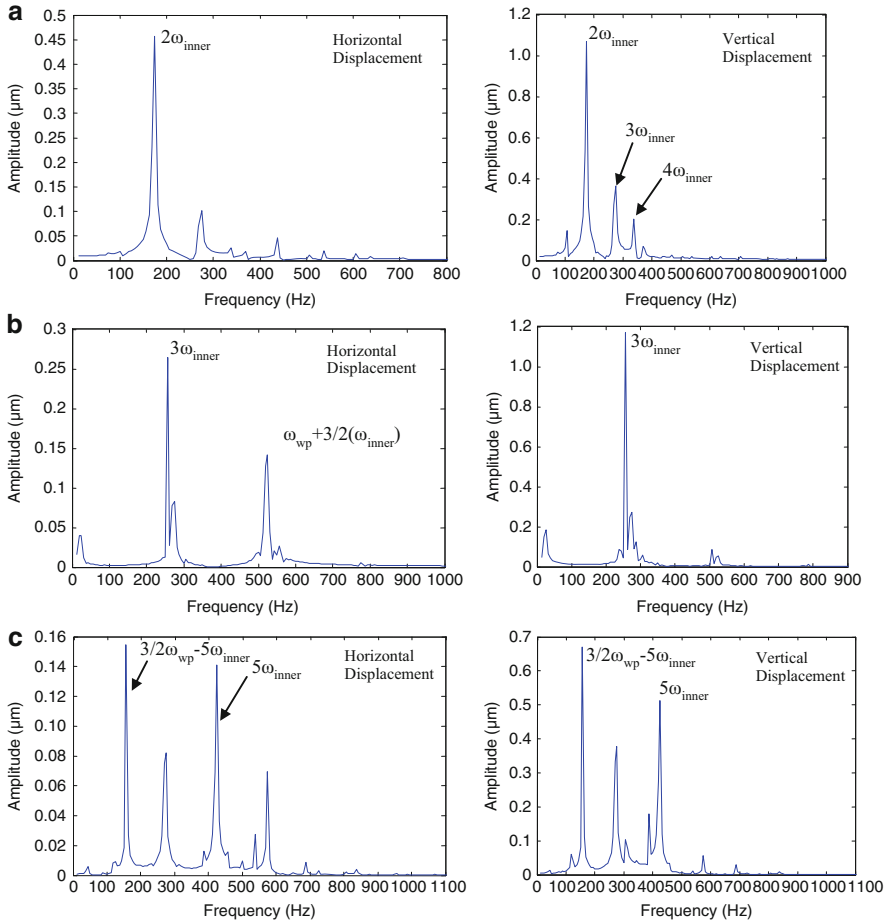 a
0.5
0.45
0.4
0.35
0.3
0.25
0.2
0.15
0.1
0.05
0
Amplitude (μm)
2ω_inner
Horizontal
Displacement
0 100 200 300 400 500 600 700 800
Frequency (Hz)
1.2
1.0
0.8
0.6
0.4
0.2
0
Amplitude (μm)
2ω_inner
Vertical
Displacement
3ω_inner
4ω_inner
0 100 200 300 400 500 600 700 800 900 1000
Frequency (Hz)
b
0.3
0.25
0.2
0.15
0.1
0.05
0
Amplitude (μm)
3ω_inner
Horizontal
Displacement
ω_wp+3/2(ω_inner)
0 100 200 300 400 500 600 700 800 900 1000
Frequency (Hz)
1.2
1.0
0.8
0.6
0.4
0.2
0
Amplitude (μm)
3ω_inner
Vertical
Displacement
0 100 200 300 400 500 600 700 800 900
Frequency (Hz)
c
0.16
0.14
0.12
0.10
0.08
0.06
0.04
0.02
0
Amplitude (μm)
3/2ω_wp-5ω_inner
Horizontal
Displacement
5ω_inner
0 100 200 300 400 500 600 700 800 900 1000 1100
Frequency (Hz)
0.7
0.6
0.5
0.4
0.3
0.2
0.1
0
Amplitude (μm)
3/2ω_wp-5ω_inner
Vertical
Displacement
5ω_inner
0 100 200 300 400 500 600 700 800 900 1000 1100
Frequency (Hz)